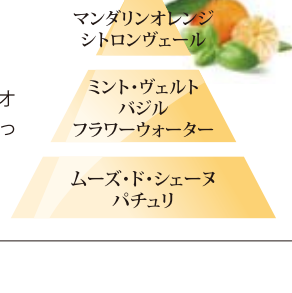 マンダリンオレンジ
シトロンヴェール
オ
ミント・ヴェルト
バジル
っ
フラワーウォーター
ムーズ・ド・シェーヌ
パチュリ